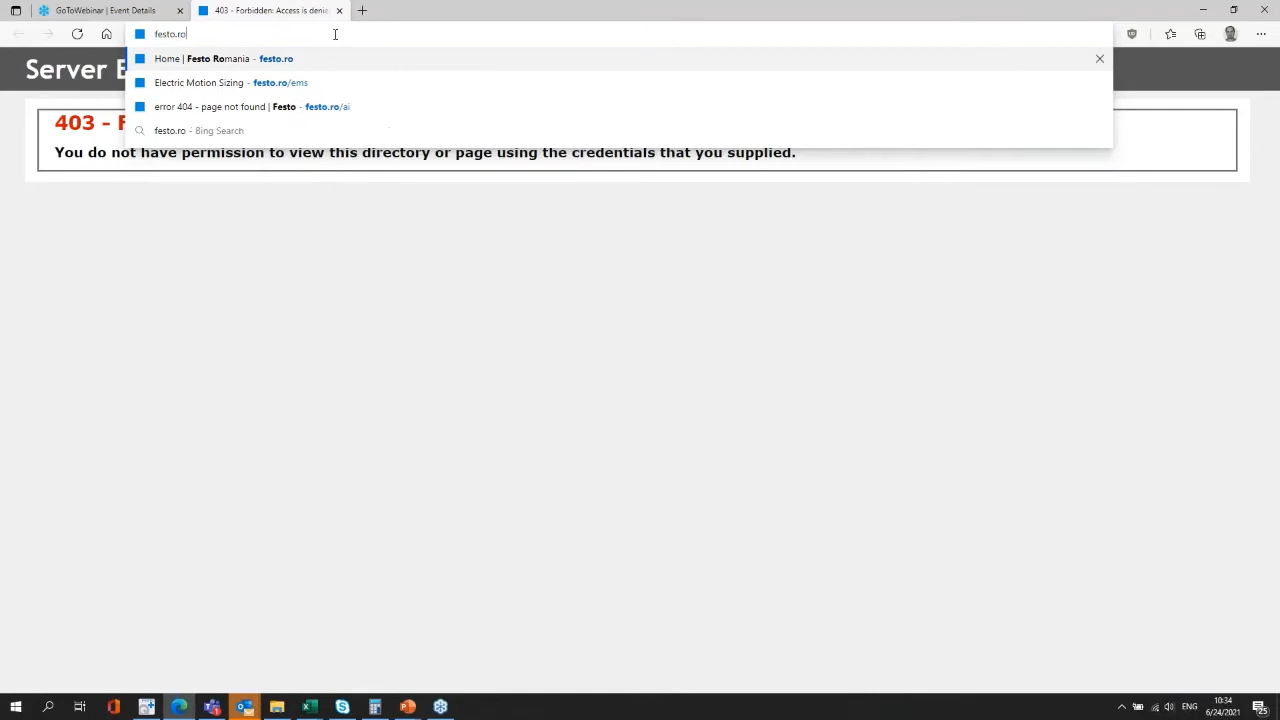 GoToWebinar | Event Details
403 - Forbidden: Access is denie
festo.ro
Home | Festo Romania - festo.ro
Electric Motion Sizing - festo.ro/ems
error 404 - page not found | Festo - festo.ro/ai
festo.ro - Bing Search
Server E
403 - F
You do not have permission to view this directory or page using the credentials that you supplied.
ENG
10:34
6/24/2021
25